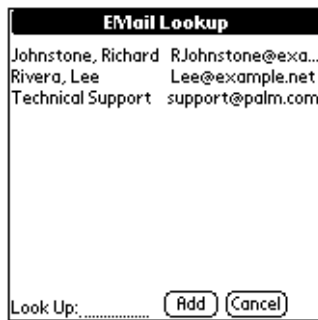 EMail Lookup
Johnstone, Richard RJohnstone@exa...
Rivera, Lee Lee@example.net
Technical Support support@palm.com
Look Up: Add Cancel